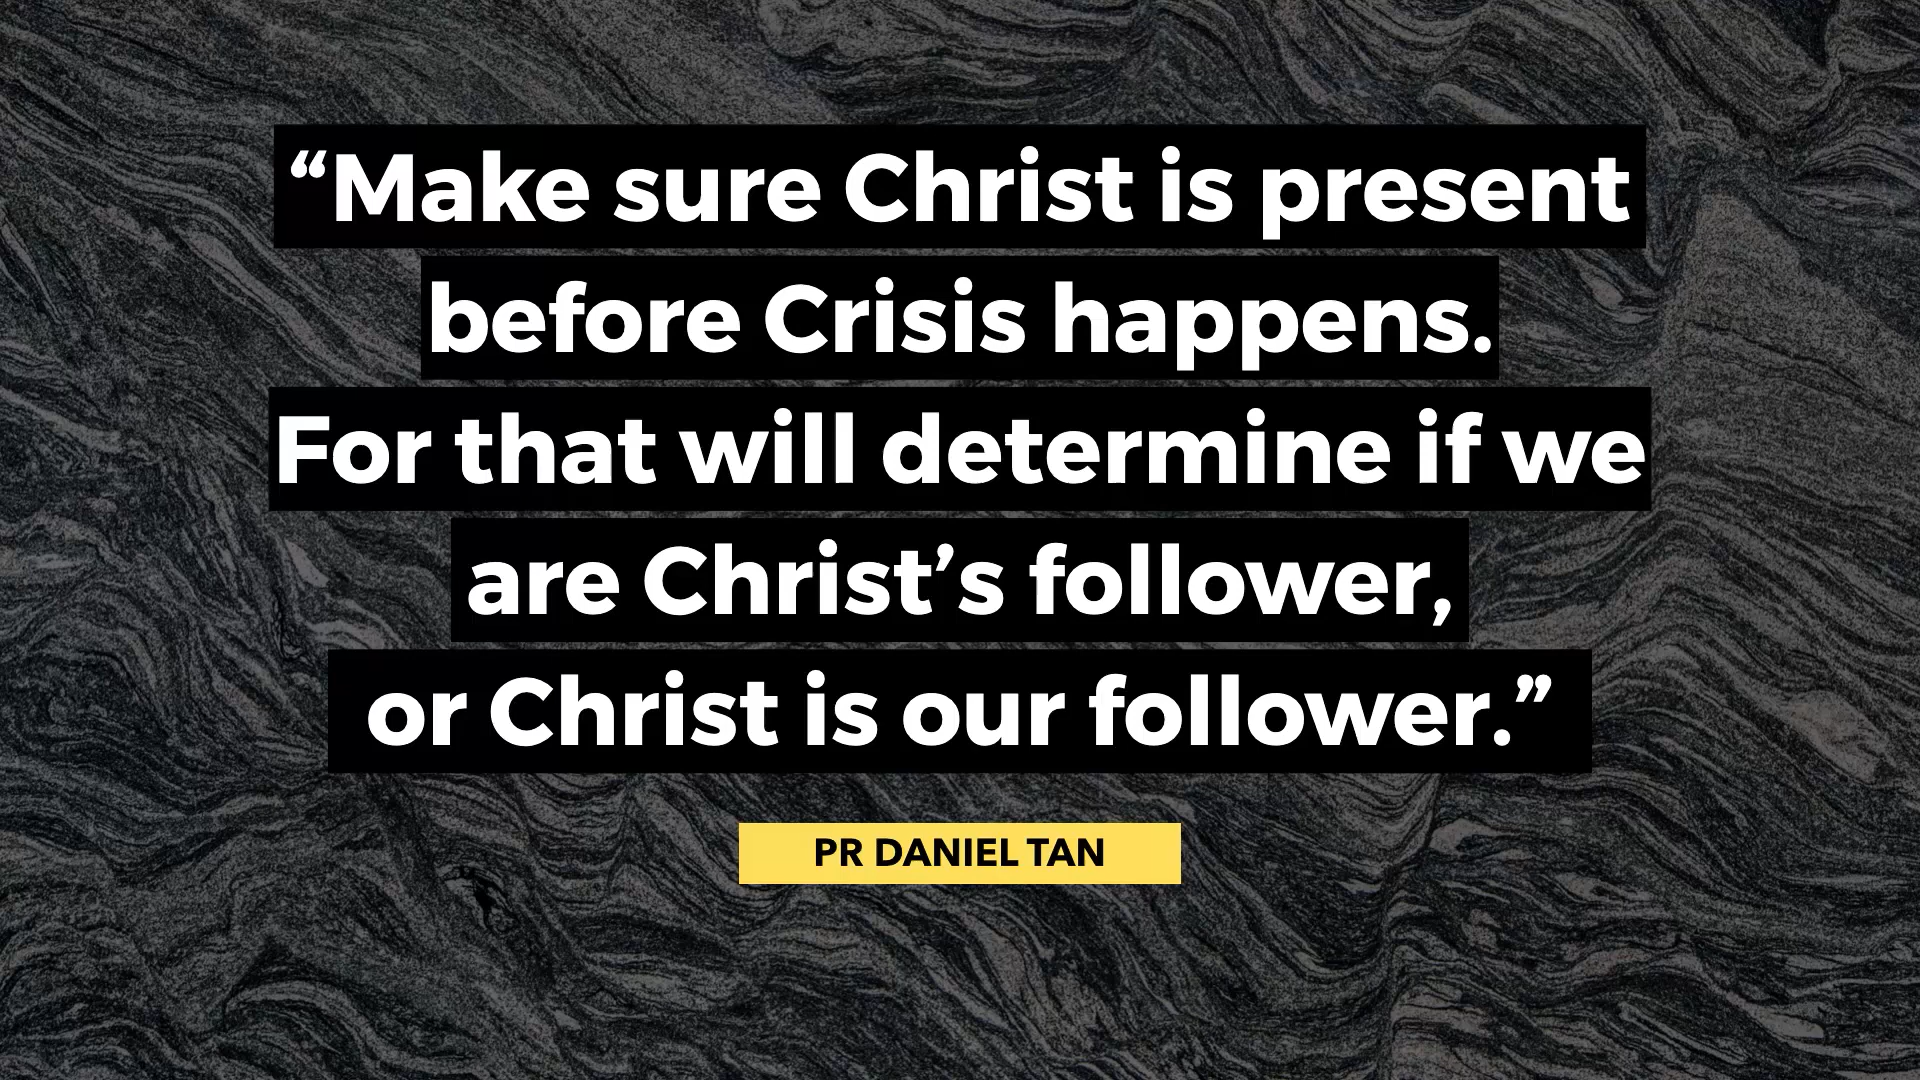 “Make sure Christ is present
before Crisis happens.
For that will determine if we
are Christ’s follower,
or Christ is our follower.”
PR DANIEL TAN